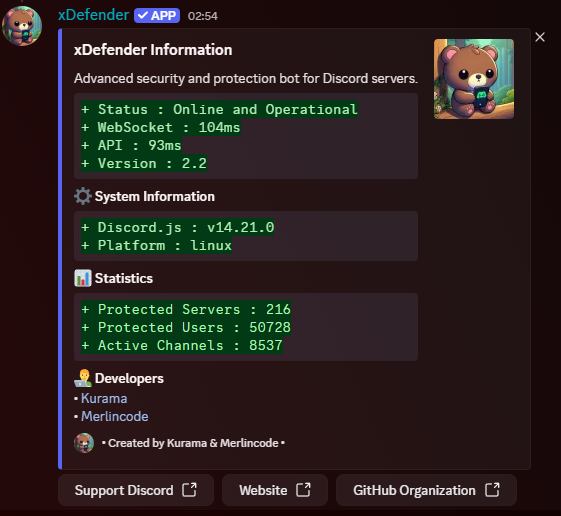 xDefender ✓ APP 02:54
xDefender Information
Advanced security and protection bot for Discord servers.
+ Status : Online and Operational
+ WebSocket : 104ms
+ API : 93ms
+ Version : 2.2
System Information
+ Discord.js : v14.21.0
+ Platform : linux
Statistics
+ Protected Servers : 216
+ Protected Users : 50728
+ Active Channels : 8537
Developers
• Kurama
• Merlincode
• Created by Kurama & Merlincode •
Support Discord
Website
GitHub Organization